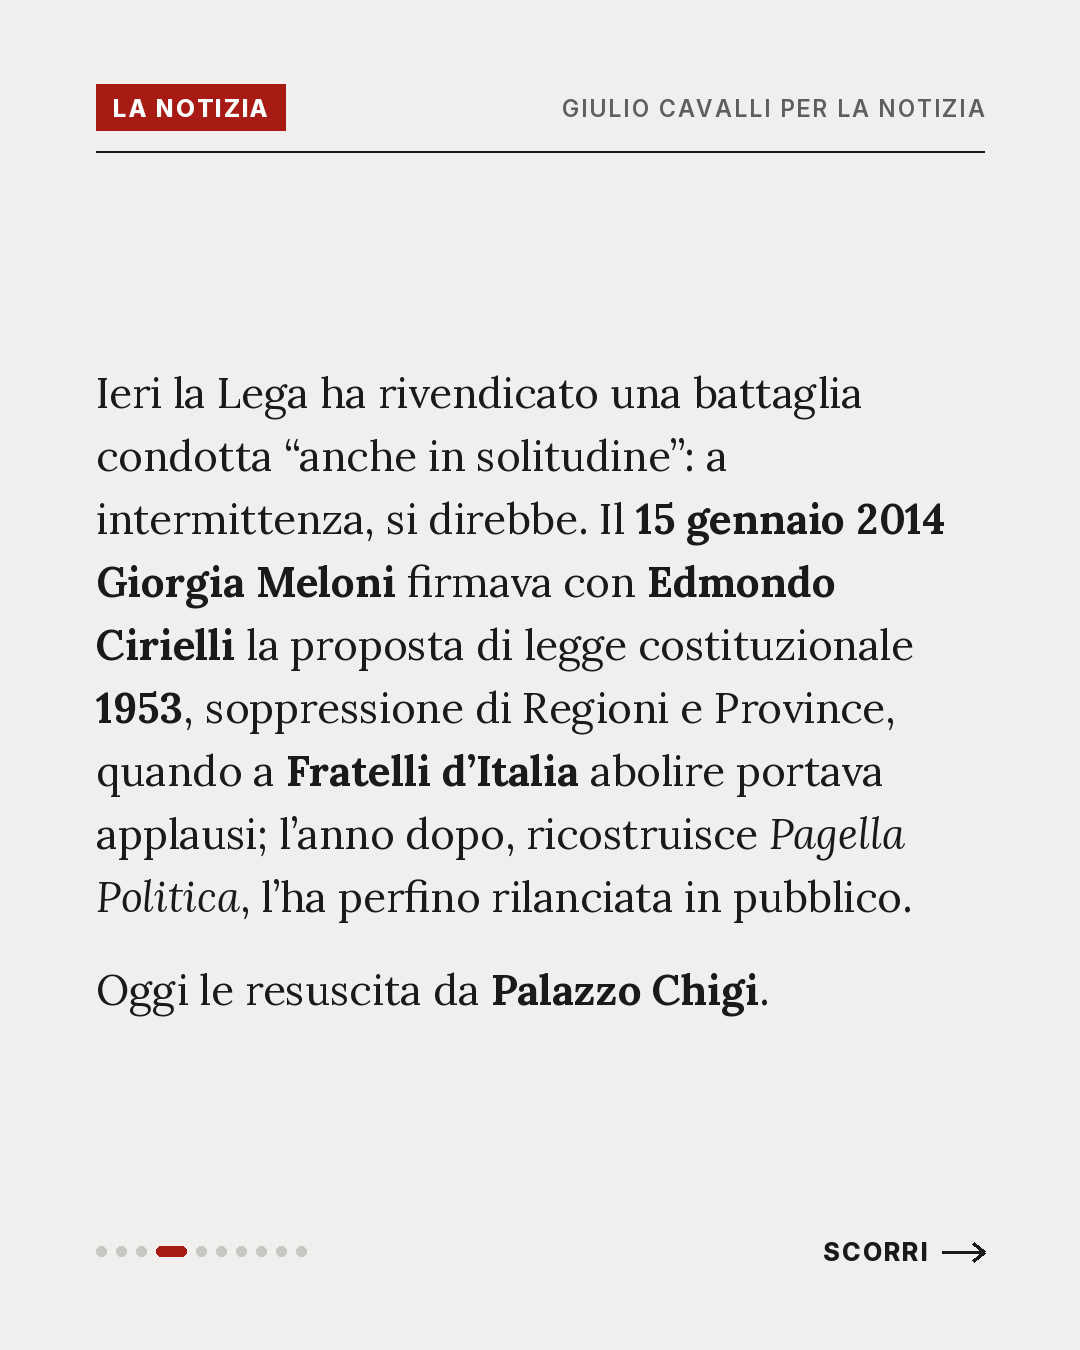 LA NOTIZIA
GIULIO CAVALLI PER LA NOTIZIA
Ieri la Lega ha rivendicato una battaglia
condotta “anche in solitudine”: a
intermittenza, si direbbe. Il 15 gennaio 2014
Giorgia Meloni firmava con Edmondo
Cirielli la proposta di legge costituzionale
1953, soppressione di Regioni e Province,
quando a Fratelli d’Italia abolire portava
applausi; l’anno dopo, ricostruisce Pagella
Politica, l’ha perfino rilanciata in pubblico.
Oggi le resuscita da Palazzo Chigi.
SCORRI